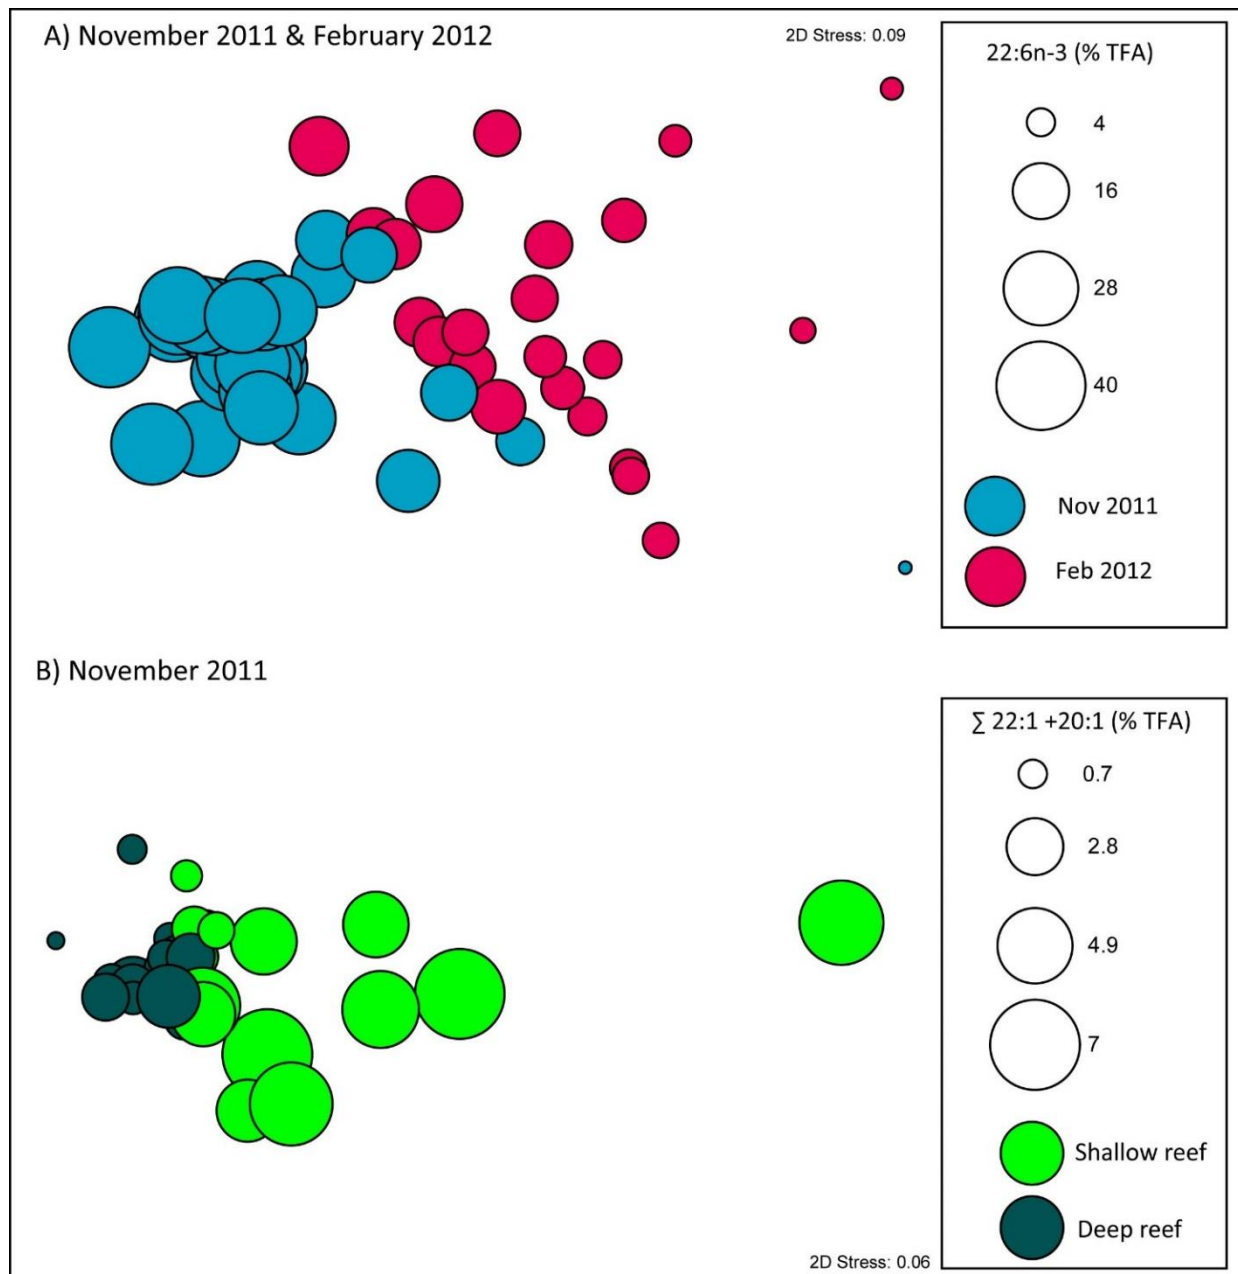 A) November 2011 & February 2012
2D Stress: 0.09
22:6n-3 (% TFA)
4
16
28
40
Nov 2011
Feb 2012
B) November 2011
∑ 22:1 +20:1 (% TFA)
0.7
2.8
4.9
7
Shallow reef
Deep reef
2D Stress: 0.06